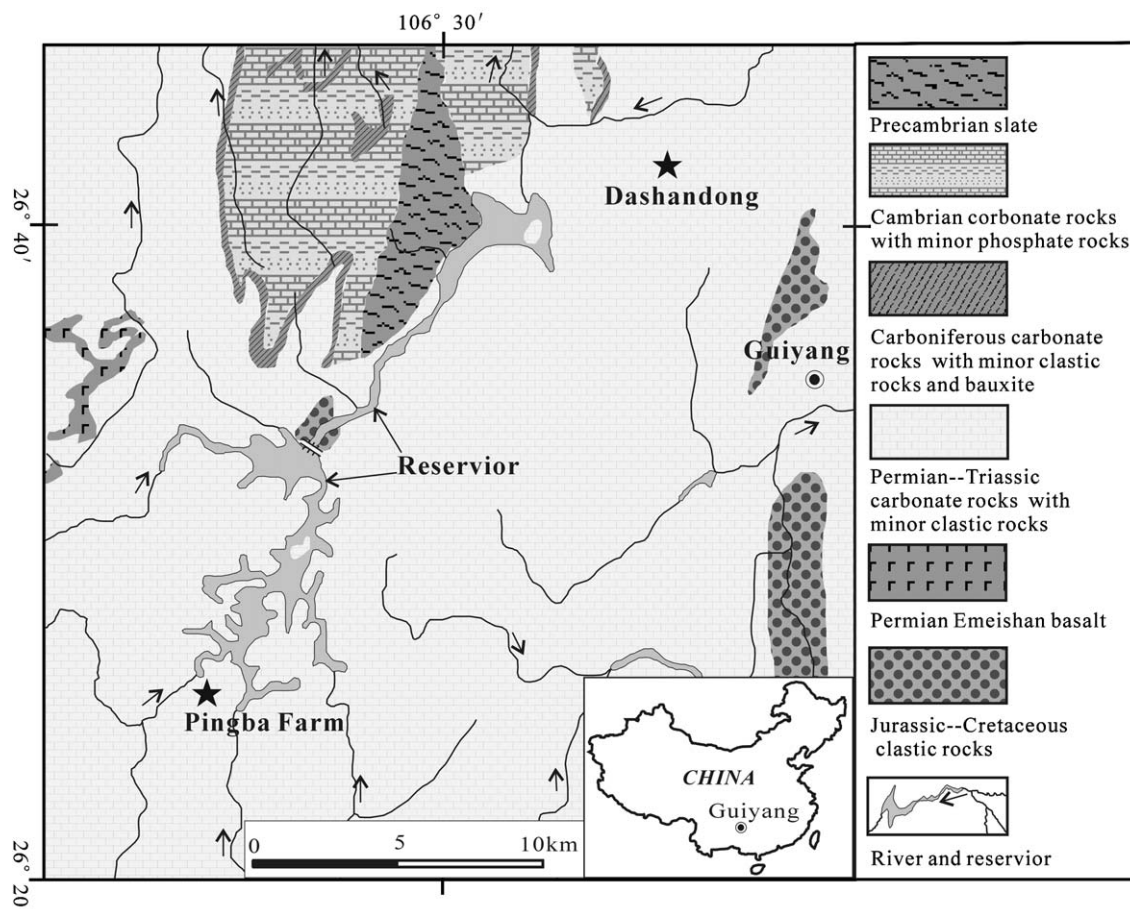 106° 30′
26° 40′
26° 20
Dashandong
Guiyang
Reservior
Pingba Farm
0 5 10km
CHINA
Guiyang
Precambrian slate
Cambrian corbonate rocks
with minor phosphate rocks
Carboniferous carbonate
rocks with minor clastic
rocks and bauxite
Permian--Triassic
carbonate rocks with
minor clastic rocks
Permian Emeishan basalt
Jurassic--Cretaceous
clastic rocks
River and reservior